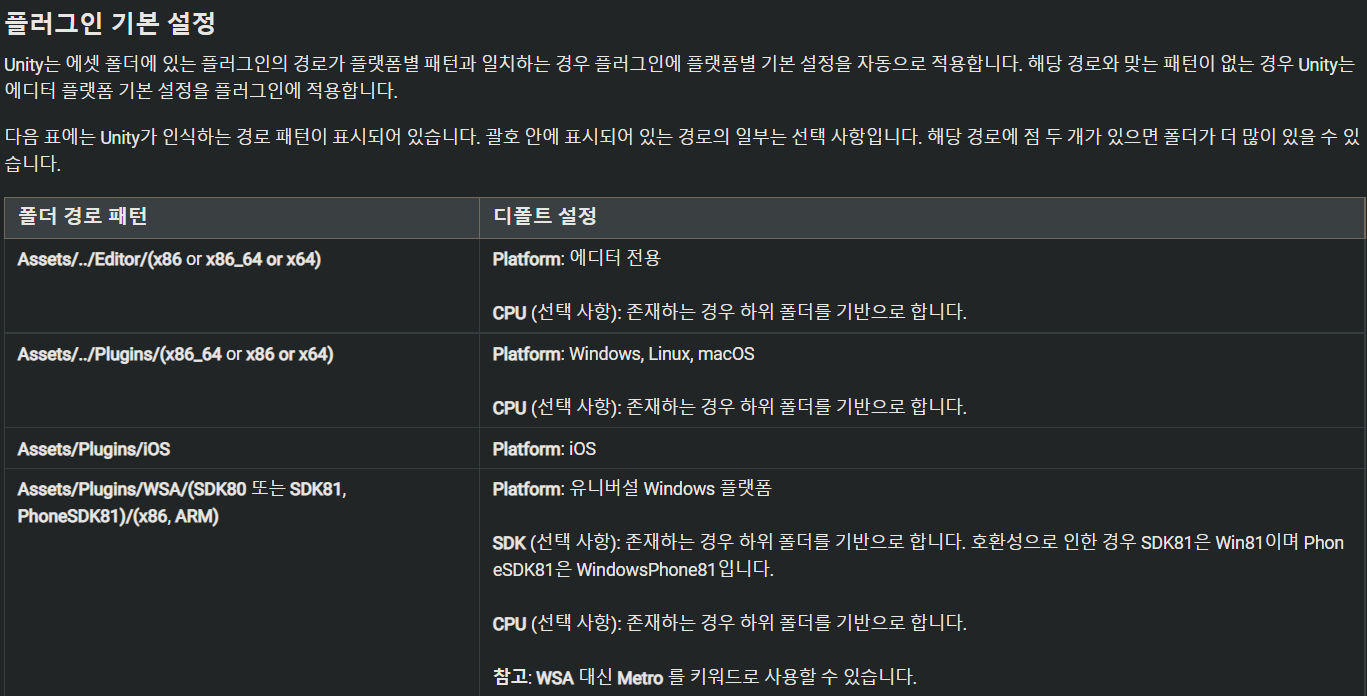 플러그인 기본 설정
Unity는 에셋 폴더에 있는 플러그인의 경로가 플랫폼별 패턴과 일치하는 경우 플러그인에 플랫폼별 기본 설정을 자동으로 적용합니다. 해당 경로와 맞는 패턴이 없는 경우 Unity는
에디터 플랫폼 기본 설정을 플러그인에 적용합니다.
다음 표에는 Unity가 인식하는 경로 패턴이 표시되어 있습니다. 괄호 안에 표시되어 있는 경로의 일부는 선택 사항입니다. 해당 경로에 점 두 개가 있으면 폴더가 더 많이 있을 수 있
습니다.
폴더 경로 패턴
디폴트 설정
Assets/../Editor/(x86 or x86_64 or x64)
Platform: 에디터 전용
CPU (선택 사항): 존재하는 경우 하위 폴더를 기반으로 합니다.
Assets/../Plugins/(x86_64 or x86 or x64)
Platform: Windows, Linux, macOS
CPU (선택 사항): 존재하는 경우 하위 폴더를 기반으로 합니다.
Assets/Plugins/iOS
Platform: iOS
Assets/Plugins/WSA/(SDK80 또는 SDK81,
PhoneSDK81)/(x86, ARM)
Platform: 유니버설 Windows 플랫폼
SDK (선택 사항): 존재하는 경우 하위 폴더를 기반으로 합니다. 호환성으로 인한 경우 SDK81은 Win81이며 Phon
eSDK81은 WindowsPhone81입니다.
CPU (선택 사항): 존재하는 경우 하위 폴더를 기반으로 합니다.
참고: WSA 대신 Metro 를 키워드로 사용할 수 있습니다.